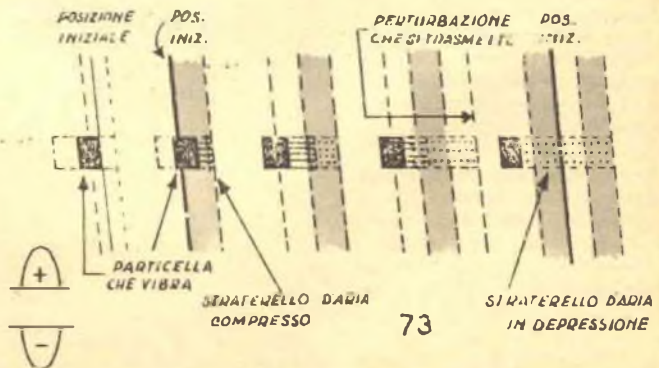 POSIZIONE
INIZIALE
POS.
INIZ.
PERTURBAZIONE
CHE SI TRASMETTE
POS.
INIZ.
PARTICELLA
CHE VIBRA
STRATERELLO D'ARIA
COMPRESSO
STRATERELLO D'ARIA
IN DEPRESSIONE
+
−
73